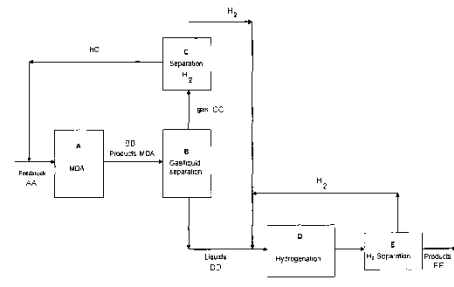 H2
HC
C
Separation
H2
gas CC
A
MDA
BB
Products MDA
B
Gas/liquid
separation
Feedstock
AA
H2
D
Hydrogenation
E
H2 Separation
Liquids
DD
Products
EE